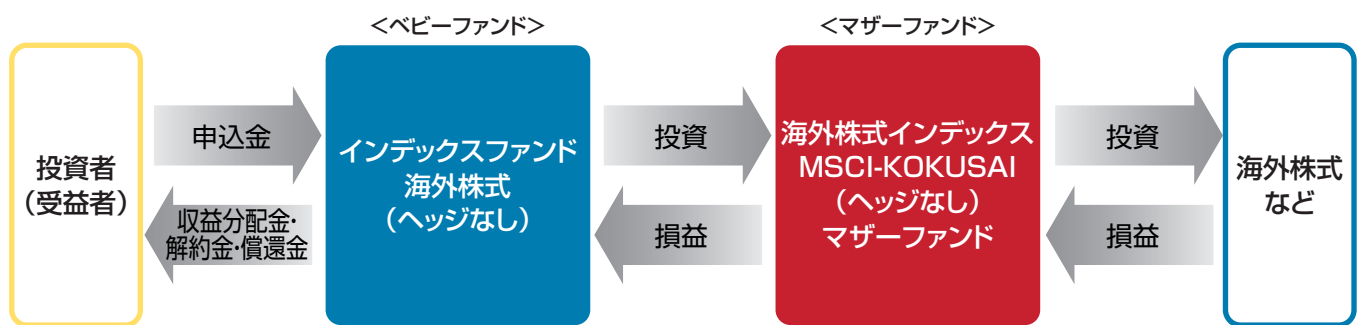 <ベビーファンド>
<マザーファンド>
投資者
（受益者）
申込金
収益分配金・
解約金・償還金
インデックスファンド
海外株式
（ヘッジなし）
投資
損益
海外株式インデックス
MSCI-KOKUSAI
（ヘッジなし）
マザーファンド
投資
損益
海外株式
など